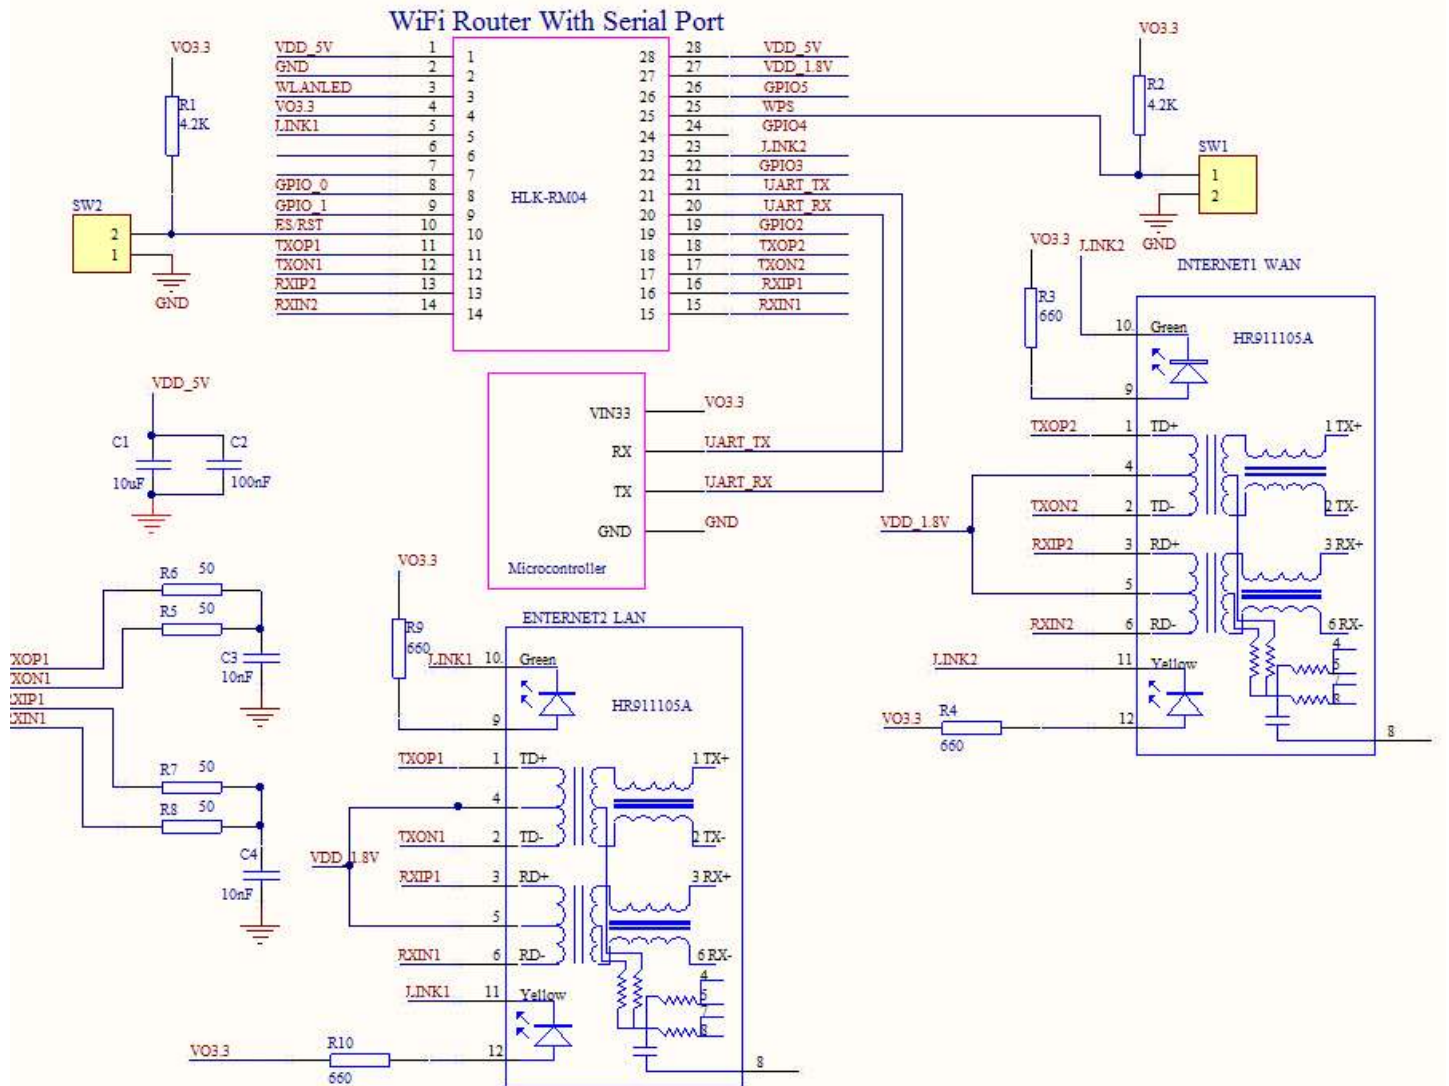 WiFi Router With Serial Port
VO3.3
R1
4.2K
SW2
2
1
GND
VDD_5V 1 1
GND 2 2
WLANLED 3 3
VO3.3 4 4
LINK1 5 5
6 6
7 7
GPIO_0 8 8
GPIO_1 9 9
ES/RST 10 10
TXOP1 11 11
TXON1 12 12
RXIP2 13 13
RXIN2 14 14
HLK-RM04
28 28 VDD_5V
27 27 VDD_1.8V
26 26 GPIO5
25 25 WPS
24 24 GPIO4
23 23 LINK2
22 22 GPIO3
21 21 UART_TX
20 20 UART_RX
19 19 GPIO2
18 18 TXOP2
17 17 TXON2
16 16 RXIP1
15 15 RXIN1
VO3.3
R2
4.2K
SW1
1
2
GND
VDD_5V
C1
10uF
C2
100nF
VIN33 VO3.3
RX UART_TX
TX UART_RX
GND GND
Microcontroller
INTERNET1 WAN
HR911105A
VO3.3
LINK2
R3
660
10 Green
9
TXOP2 1 TD+ 1 TX+
4
TXON2 2 TD- 2 TX-
VDD_1.8V
RXIP2 3 RD+ 3 RX+
5
RXIN2 6 RD- 6 RX-
LINK2 11 Yellow
4
5
7
8
VO3.3 R4 12
660
8
R6 50
R5 50
C3
10nF
TXOP1
TXON1
RXIP1
RXIN1
R7 50
R8 50
C4
10nF
ENTERNET2 LAN
HR911105A
VO3.3
R9
660
LINK1 10 Green
9
TXOP1 1 TD+ 1 TX+
4
TXON1 2 TD- 2 TX-
VDD_1.8V
RXIP1 3 RD+ 3 RX+
5
RXIN1 6 RD- 6 RX-
LINK1 11 Yellow
4
5
7
8
VO3.3 R10 12
660
8